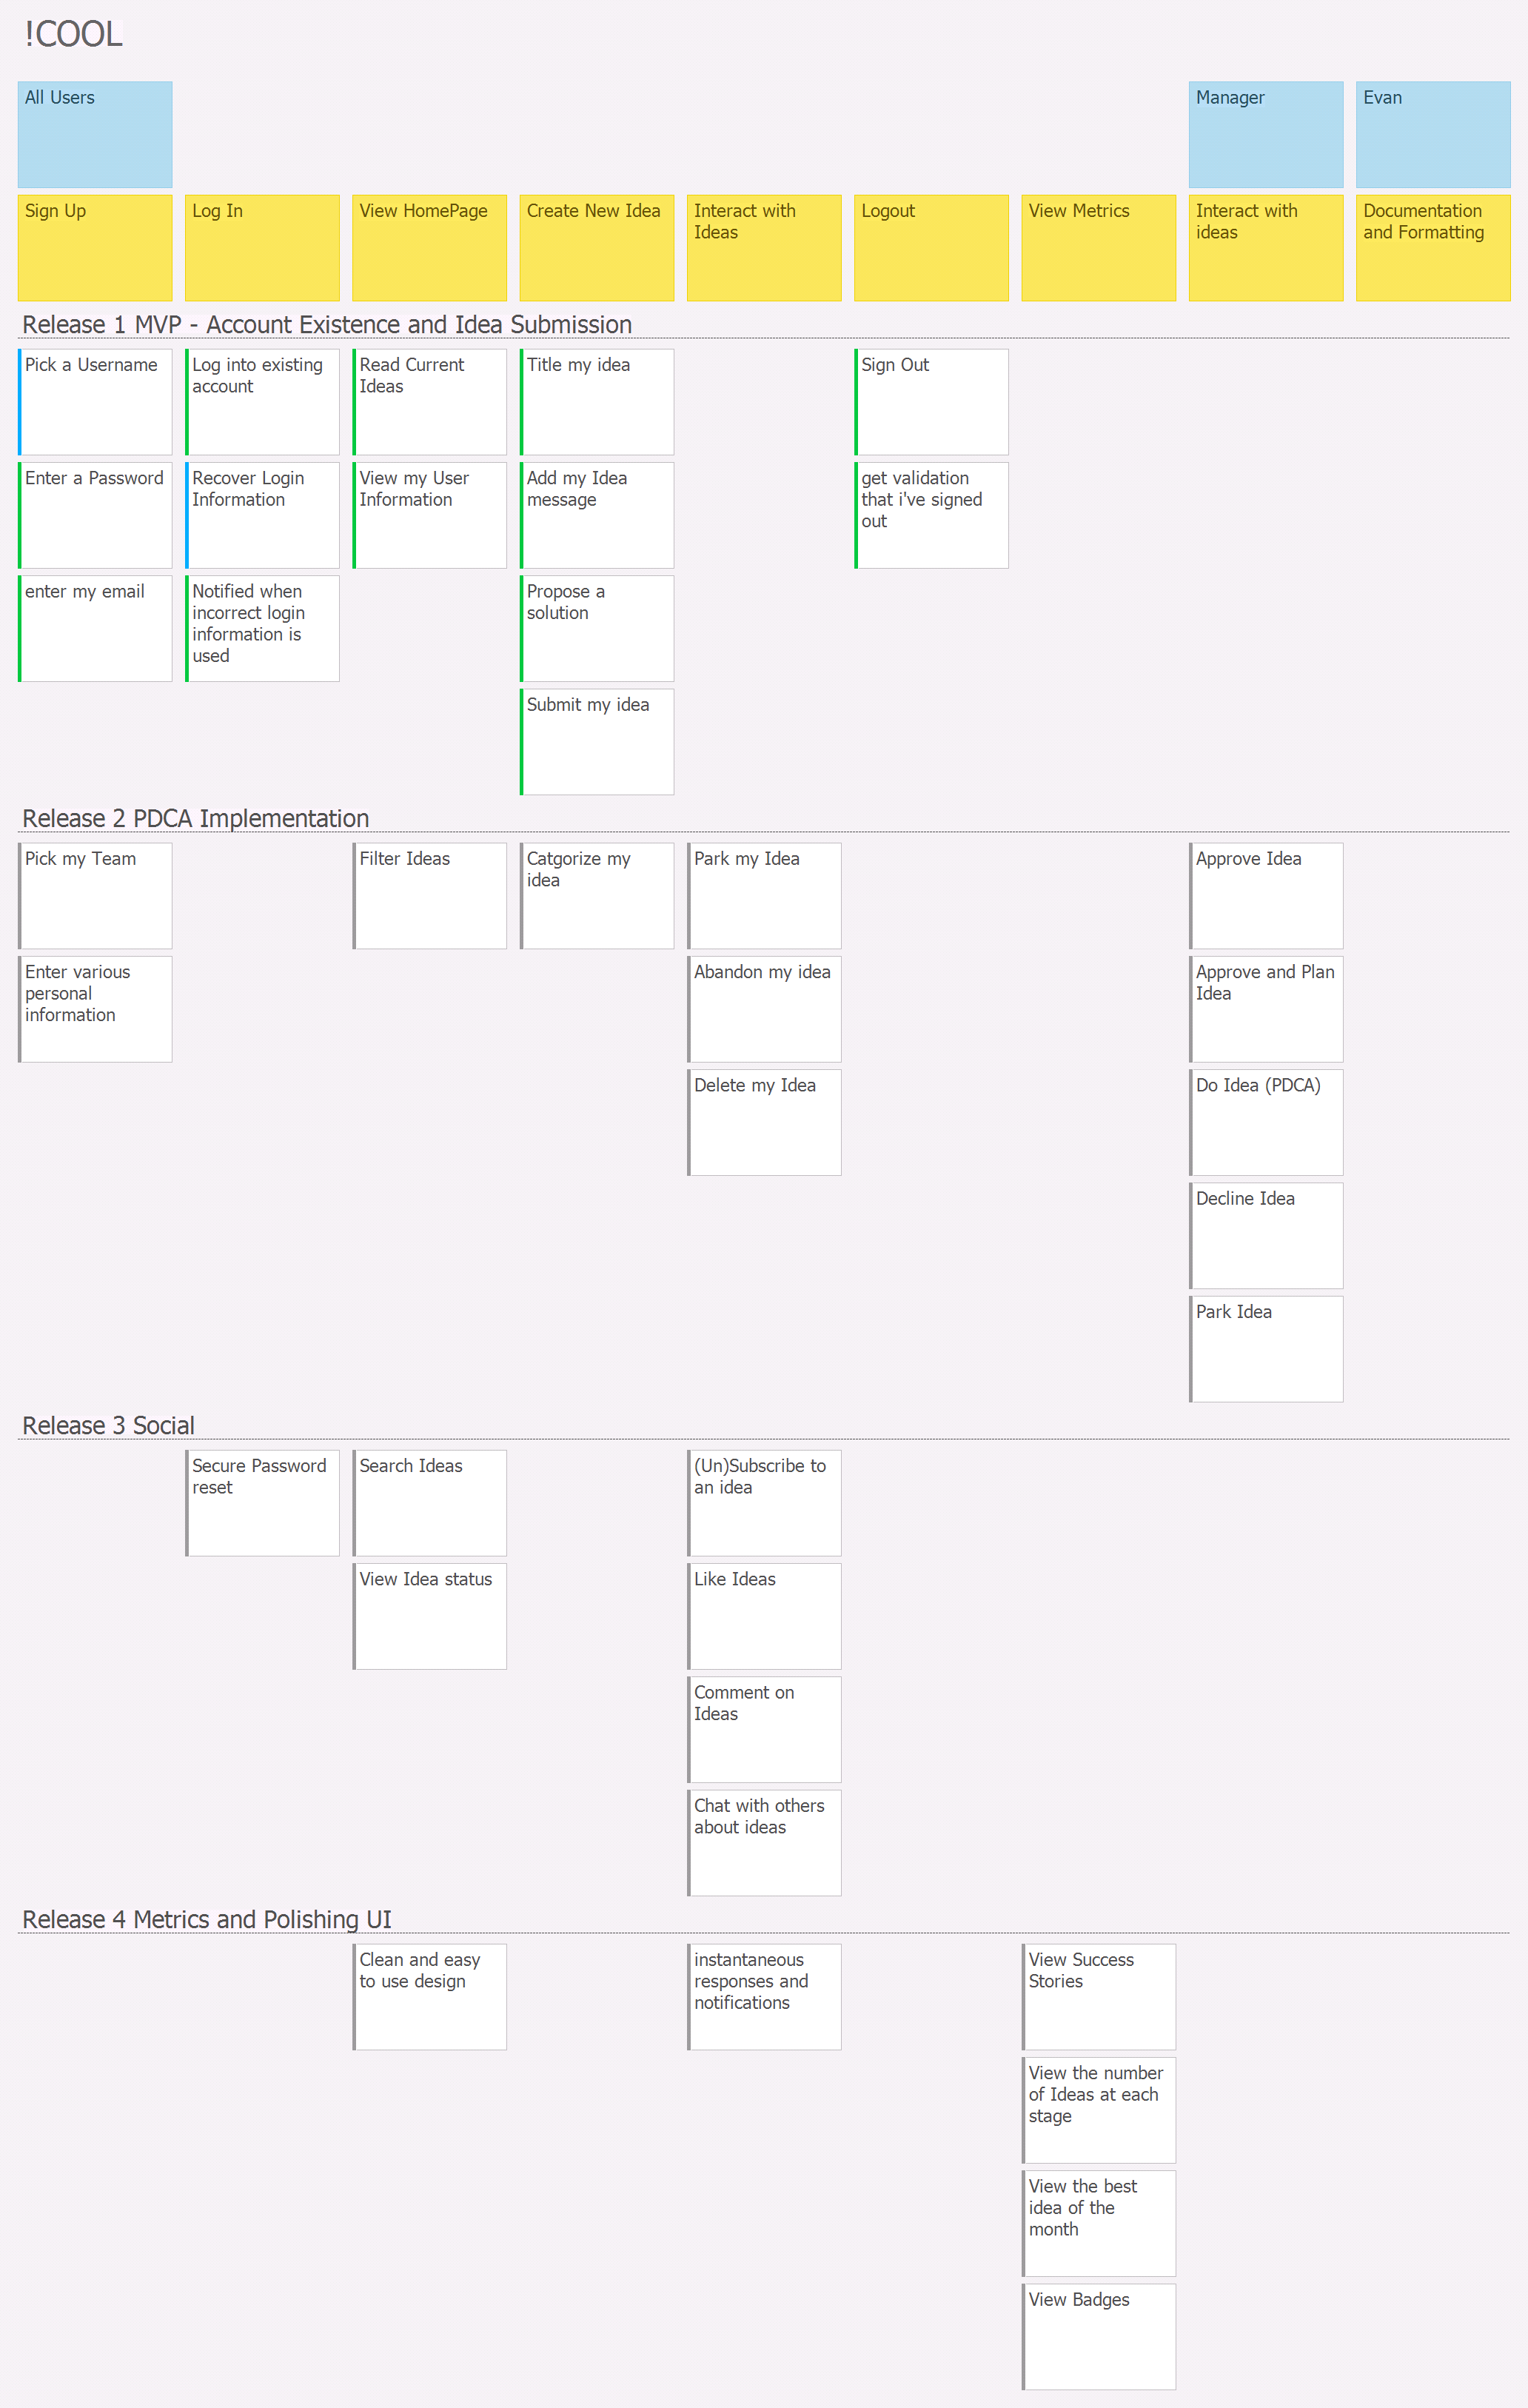 !COOL
All Users
Manager
Evan
Sign Up
Log In
View HomePage
Create New Idea
Interact with
Ideas
Logout
View Metrics
Interact with
ideas
Documentation
and Formatting
Release 1 MVP - Account Existence and Idea Submission
Pick a Username
Log into existing
account
Read Current
Ideas
Title my idea
Sign Out
Enter a Password
Recover Login
Information
View my User
Information
Add my Idea
message
get validation
that i've signed
out
enter my email
Notified when
incorrect login
information is
used
Propose a
solution
Submit my idea
Release 2 PDCA Implementation
Pick my Team
Filter Ideas
Catgorize my
idea
Park my Idea
Approve Idea
Enter various
personal
information
Abandon my idea
Approve and Plan
Idea
Delete my Idea
Do Idea (PDCA)
Decline Idea
Park Idea
Release 3 Social
Secure Password
reset
Search Ideas
(Un)Subscribe to
an idea
View Idea status
Like Ideas
Comment on
Ideas
Chat with others
about ideas
Release 4 Metrics and Polishing UI
Clean and easy
to use design
instantaneous
responses and
notifications
View Success
Stories
View the number
of Ideas at each
stage
View the best
idea of the
month
View Badges